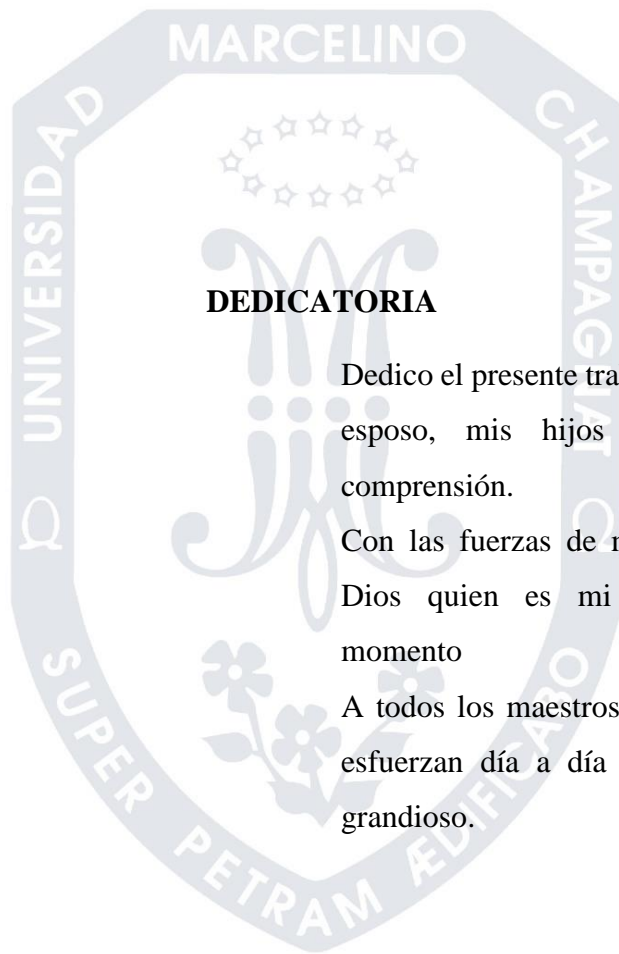 MARCELINO
UNIVERSIDAD
CHAMPAGNAT
DEDICATORIA
Dedico el presente
esposo, mis hijos
comprensión.
Con las fuerzas de
Dios quien es mi
momento
A todos los maestros
esfuerzan día a día
grandioso.
SUPER PETRAM ÆDIFICABO